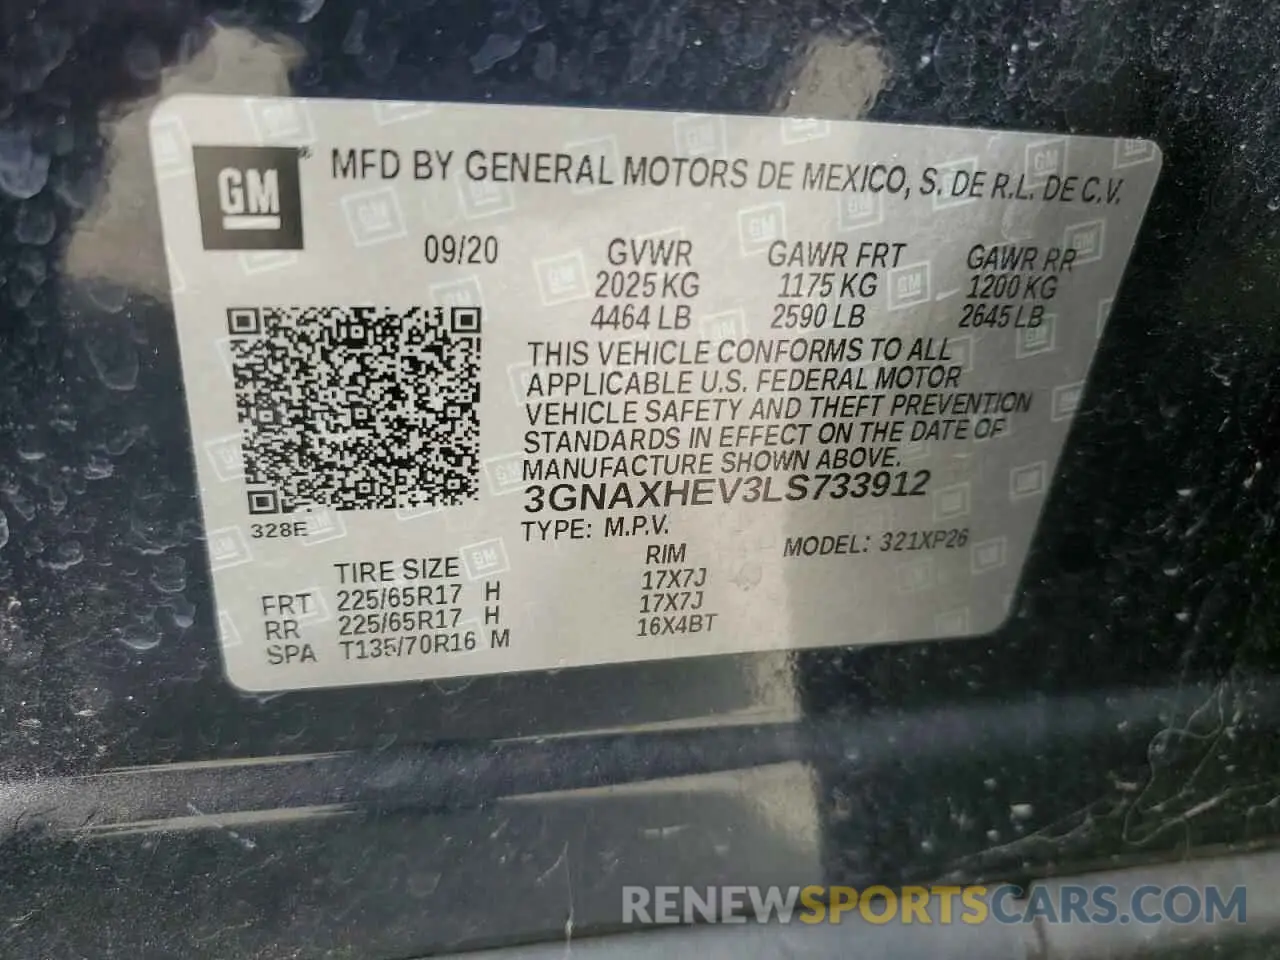 GM® MFD BY GENERAL MOTORS DE MEXICO, S. DE R.L. DE C.V.
09/20 GVWR GAWR FRT GAWR RR
2025 KG 1175 KG 1200 KG
4464 LB 2590 LB 2645 LB
THIS VEHICLE CONFORMS TO ALL
APPLICABLE U.S. FEDERAL MOTOR
VEHICLE SAFETY AND THEFT PREVENTION
STANDARDS IN EFFECT ON THE DATE OF
MANUFACTURE SHOWN ABOVE.
3GNAXHEV3LS733912
328E
TYPE: M.P.V. MODEL: 321XP26
TIRE SIZE RIM
FRT 225/65R17 H 17X7J
RR 225/65R17 H 17X7J
SPA T135/70R16 M 16X4BT
RENEWSPORTSCARS.COM